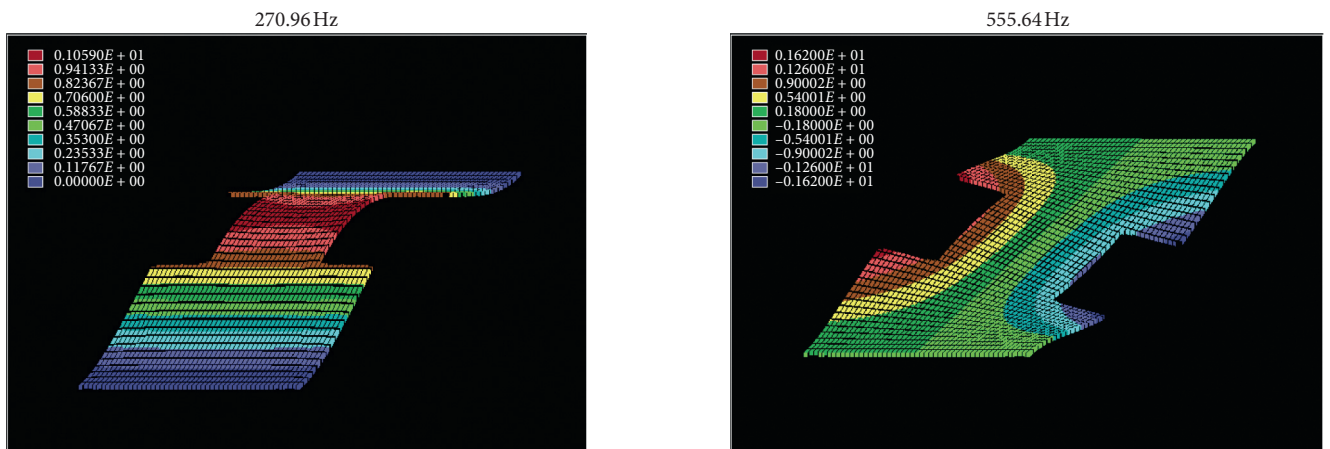 270.96 Hz
0.10590E + 01
0.94133E + 00
0.82367E + 00
0.70600E + 00
0.58833E + 00
0.47067E + 00
0.35300E + 00
0.23533E + 00
0.11767E + 00
0.00000E + 00
555.64 Hz
0.16200E + 01
0.12600E + 01
0.90002E + 00
0.54001E + 00
0.18000E + 00
–0.18000E + 00
–0.54001E + 00
–0.90002E + 00
–0.12600E + 01
–0.16200E + 01